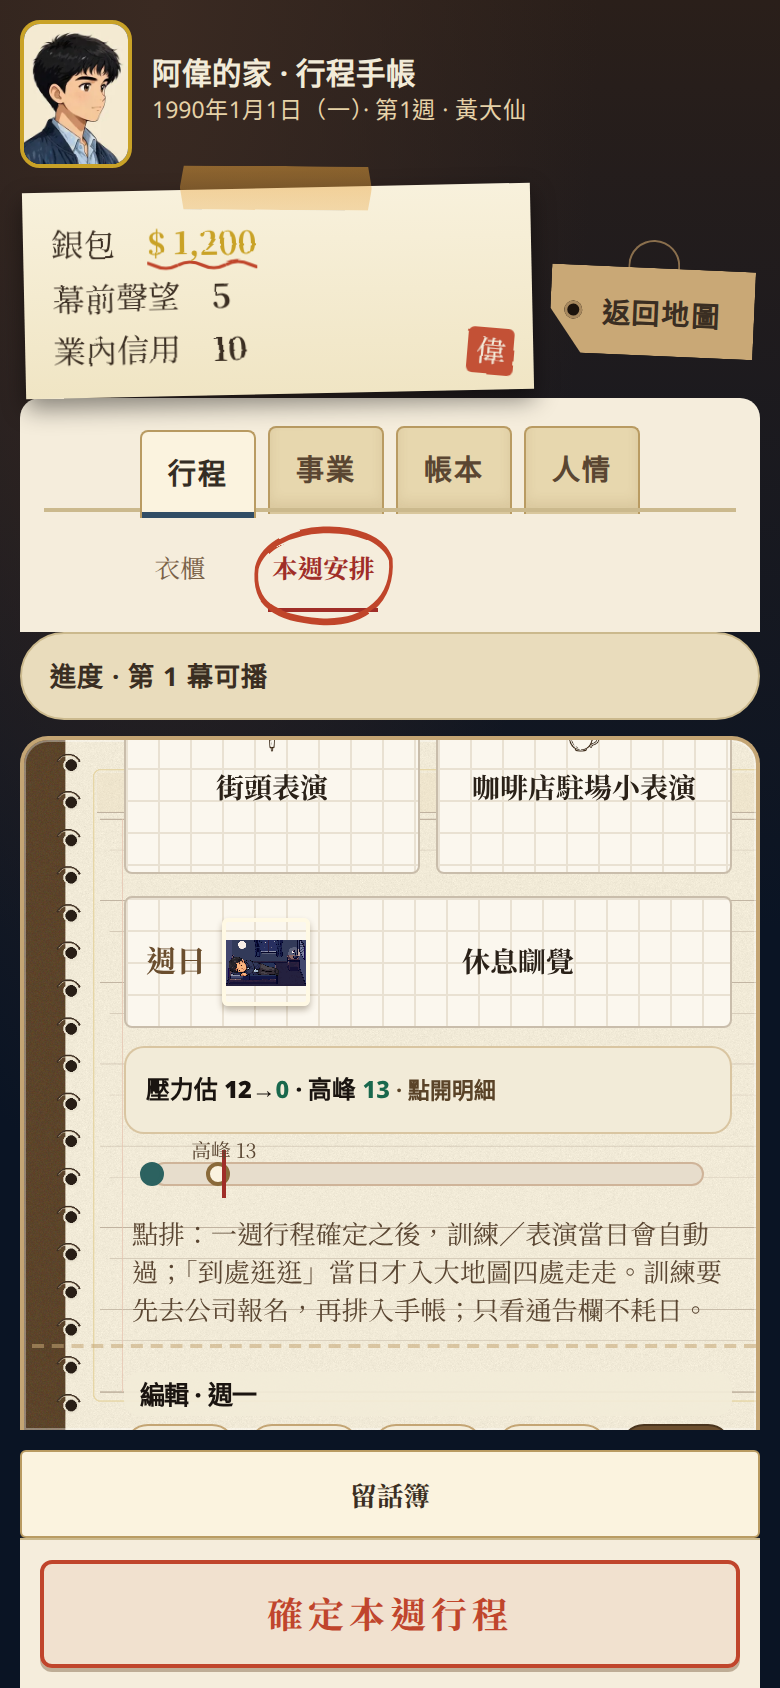 阿偉的家 · 行程手帳
1990年1月1日（一）· 第1週 · 黃大仙
銀包 $ 1,200
幕前聲望 5
業內信用 10
偉
返回地圖
行程 事業 帳本 人情
衣櫃 本週安排
進度 · 第 1 幕可播
街頭表演 咖啡店駐場小表演
週日 休息瞓覺
壓力估 12→0 · 高峰 13 · 點開明細
高峰 13
點排：一週行程確定之後，訓練／表演當日會自動
過；「到處逛逛」當日才入大地圖四處走走。訓練要
先去公司報名，再排入手帳；只看通告欄不耗日。
編輯 · 週一
留話簿
確定本週行程